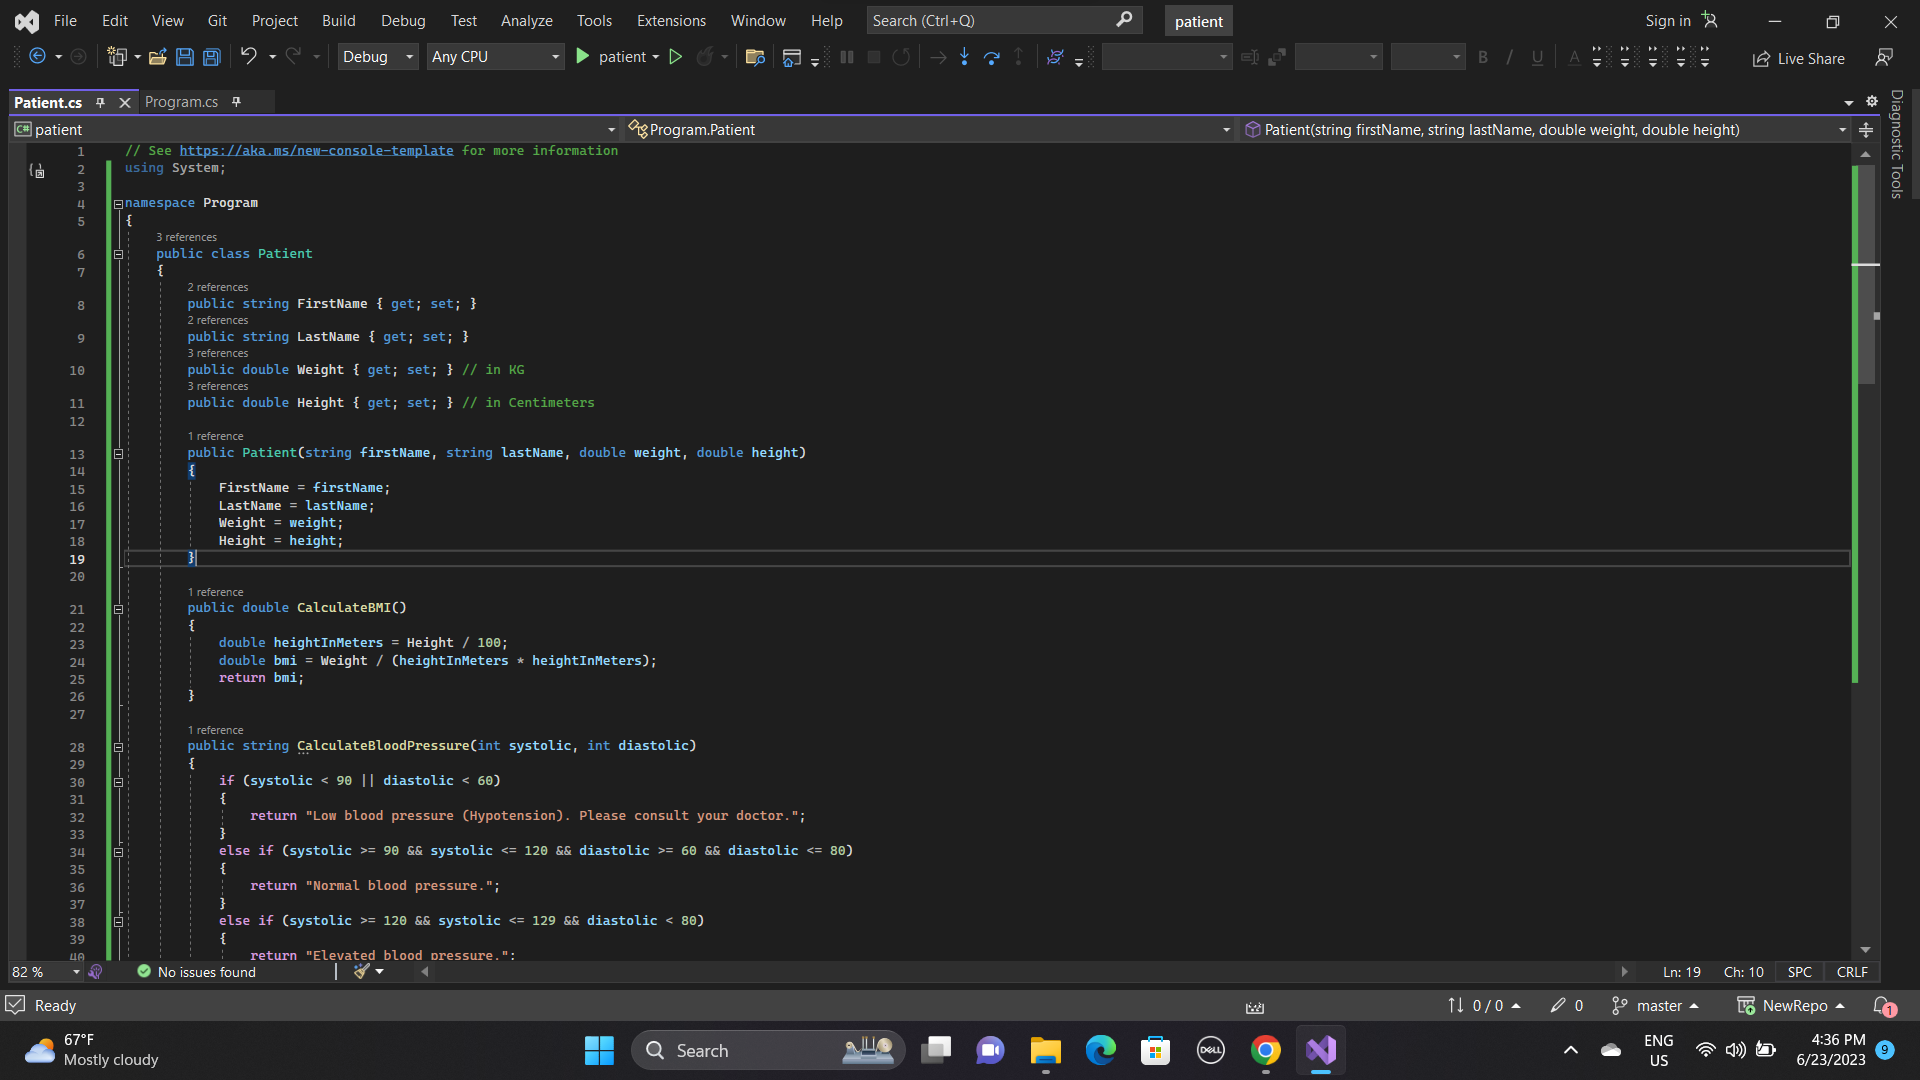 File Edit View Git Project Build Debug Test Analyze Tools Extensions Window Help Search (Ctrl+Q) patient Sign in
Debug Any CPU patient B I U A Live Share
Patient.cs Program.cs
C# patient Program.Patient Patient(string firstName, string lastName, double weight, double height)
Diagnostic Tools
1 // See https://aka.ms/new-console-template for more information
2 using System;
3
4 namespace Program
5 {
3 references
6 public class Patient
7 {
2 references
8 public string FirstName { get; set; }
2 references
9 public string LastName { get; set; }
3 references
10 public double Weight { get; set; } // in KG
3 references
11 public double Height { get; set; } // in Centimeters
12
1 reference
13 public Patient(string firstName, string lastName, double weight, double height)
14 {
15 FirstName = firstName;
16 LastName = lastName;
17 Weight = weight;
18 Height = height;
19 }
20
1 reference
21 public double CalculateBMI()
22 {
23 double heightInMeters = Height / 100;
24 double bmi = Weight / (heightInMeters * heightInMeters);
25 return bmi;
26 }
27
1 reference
28 public string CalculateBloodPressure(int systolic, int diastolic)
29 {
30 if (systolic < 90 || diastolic < 60)
31 {
32 return "Low blood pressure (Hypotension). Please consult your doctor.";
33 }
34 else if (systolic >= 90 && systolic <= 120 && diastolic >= 60 && diastolic <= 80)
35 {
36 return "Normal blood pressure.";
37 }
38 else if (systolic >= 120 && systolic <= 129 && diastolic < 80)
39 {
40 return "Elevated blood pressure.";
82 % No issues found Ln: 19 Ch: 10 SPC CRLF
Ready 0 / 0 0 master NewRepo 1
67°F
Mostly cloudy
Search
DELL
ENG
US
4:36 PM
6/23/2023
9